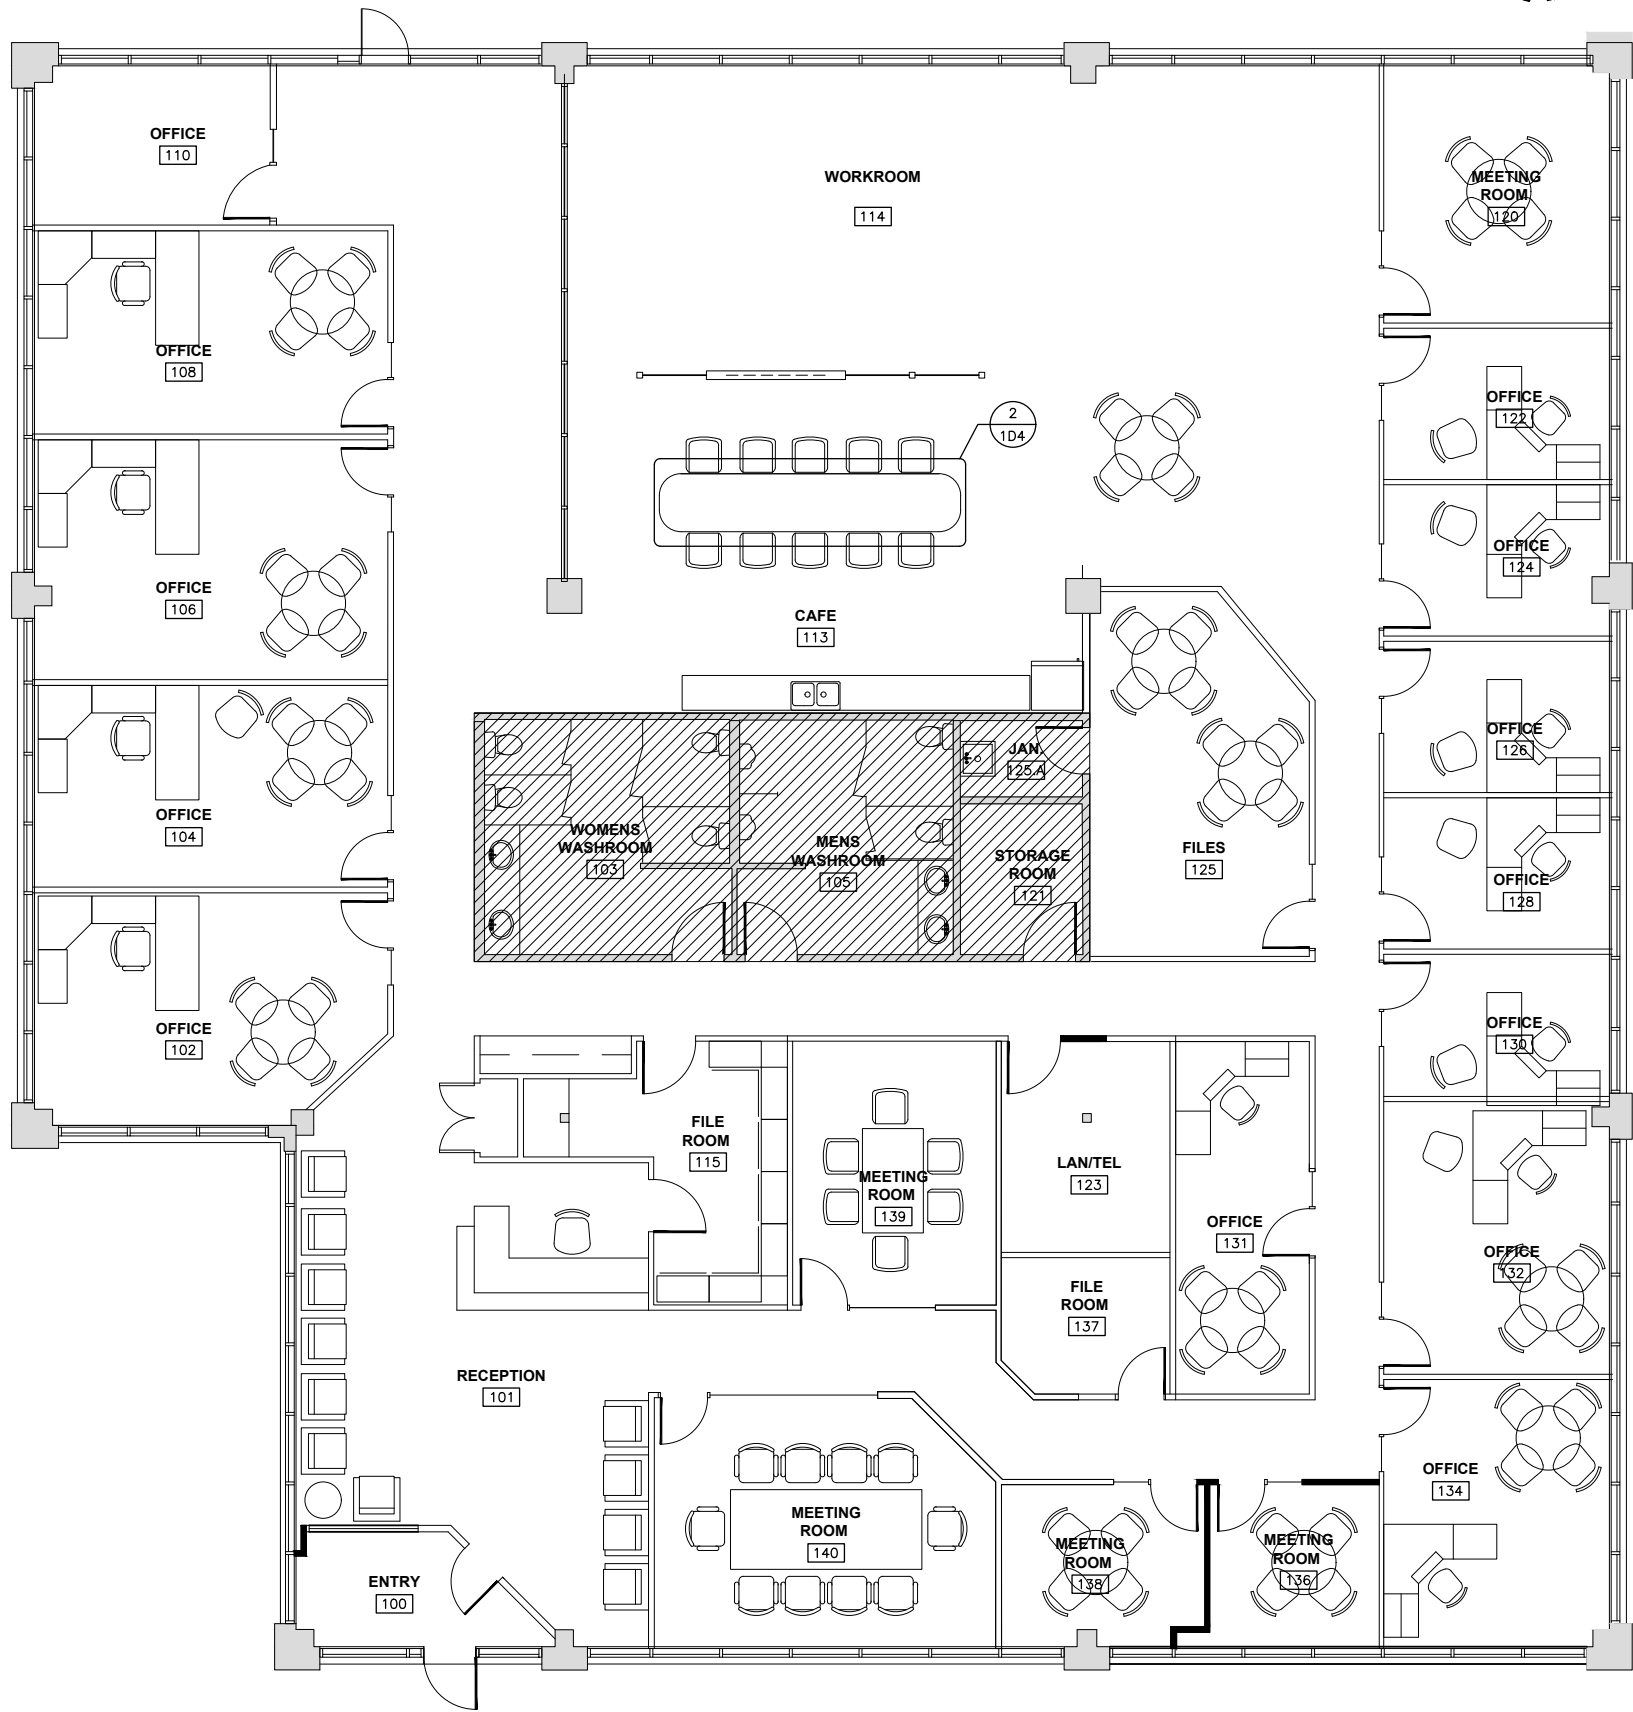 OFFICE
110
WORKROOM
114
MEETING
ROOM
120
OFFICE
108
OFFICE
122
2
1D4
OFFICE
124
OFFICE
106
CAFE
113
OFFICE
126
JAN.
125.A
OFFICE
104
WOMENS
WASHROOM
103
MENS
WASHROOM
105
STORAGE
ROOM
121
FILES
125
OFFICE
128
OFFICE
102
OFFICE
130
FILE
ROOM
115
LAN/TEL
123
MEETING
ROOM
139
OFFICE
131
OFFICE
132
FILE
ROOM
137
RECEPTION
101
OFFICE
134
MEETING
ROOM
140
MEETING
ROOM
138
MEETING
ROOM
136
ENTRY
100